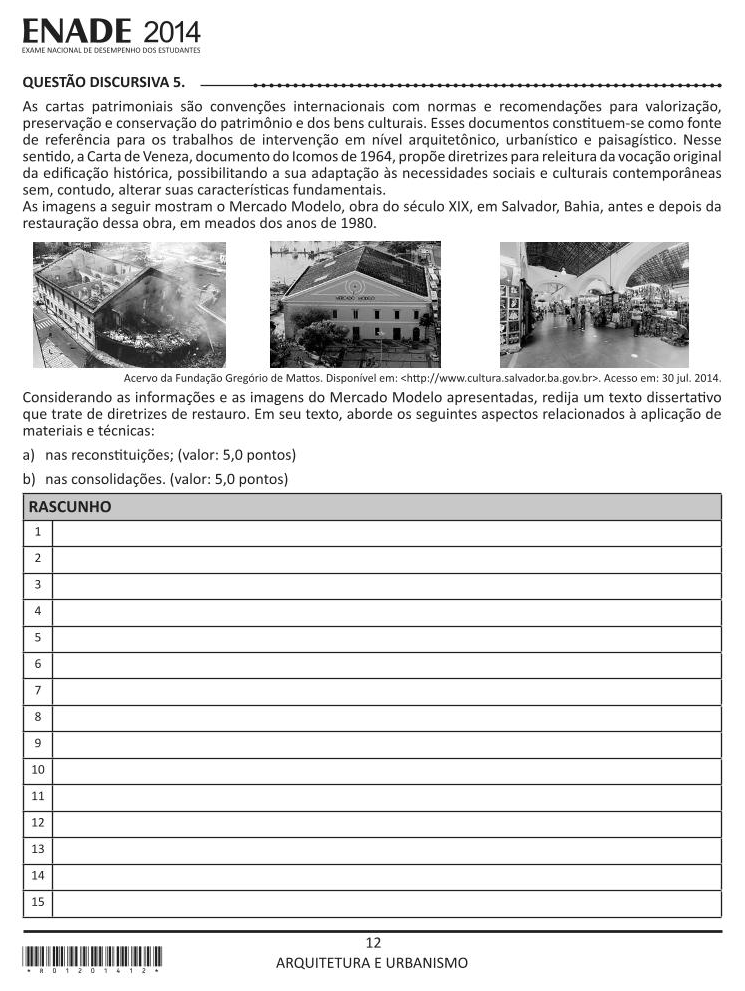 ENADE 2014
EXAME NACIONAL DE DESEMPENHO DOS ESTUDANTES
QUESTÃO DISCURSIVA 5.
As cartas patrimoniais são convenções internacionais com normas e recomendações para valorização,
preservação e conservação do patrimônio e dos bens culturais. Esses documentos constituem-se como fonte
de referência para os trabalhos de intervenção em nível arquitetônico, urbanístico e paisagístico. Nesse
sentido, a Carta de Veneza, documento do Icomos de 1964, propõe diretrizes para releitura da vocação original
da edificação histórica, possibilitando a sua adaptação às necessidades sociais e culturais contemporâneas
sem, contudo, alterar suas características fundamentais.
As imagens a seguir mostram o Mercado Modelo, obra do século XIX, em Salvador, Bahia, antes e depois da
restauração dessa obra, em meados dos anos de 1980.
MERCADO MODELO
Acervo da Fundação Gregório de Mattos. Disponível em: <http://www.cultura.salvador.ba.gov.br>. Acesso em: 30 jul. 2014.
Considerando as informações e as imagens do Mercado Modelo apresentadas, redija um texto dissertativo
que trate de diretrizes de restauro. Em seu texto, aborde os seguintes aspectos relacionados à aplicação de
materiais e técnicas:
a) nas reconstituições; (valor: 5,0 pontos)
b) nas consolidações. (valor: 5,0 pontos)
RASCUNHO
1
2
3
4
5
6
7
8
9
10
11
12
13
14
15
12
ARQUITETURA E URBANISMO
* R 0 1 2 0 1 4 1 2 *